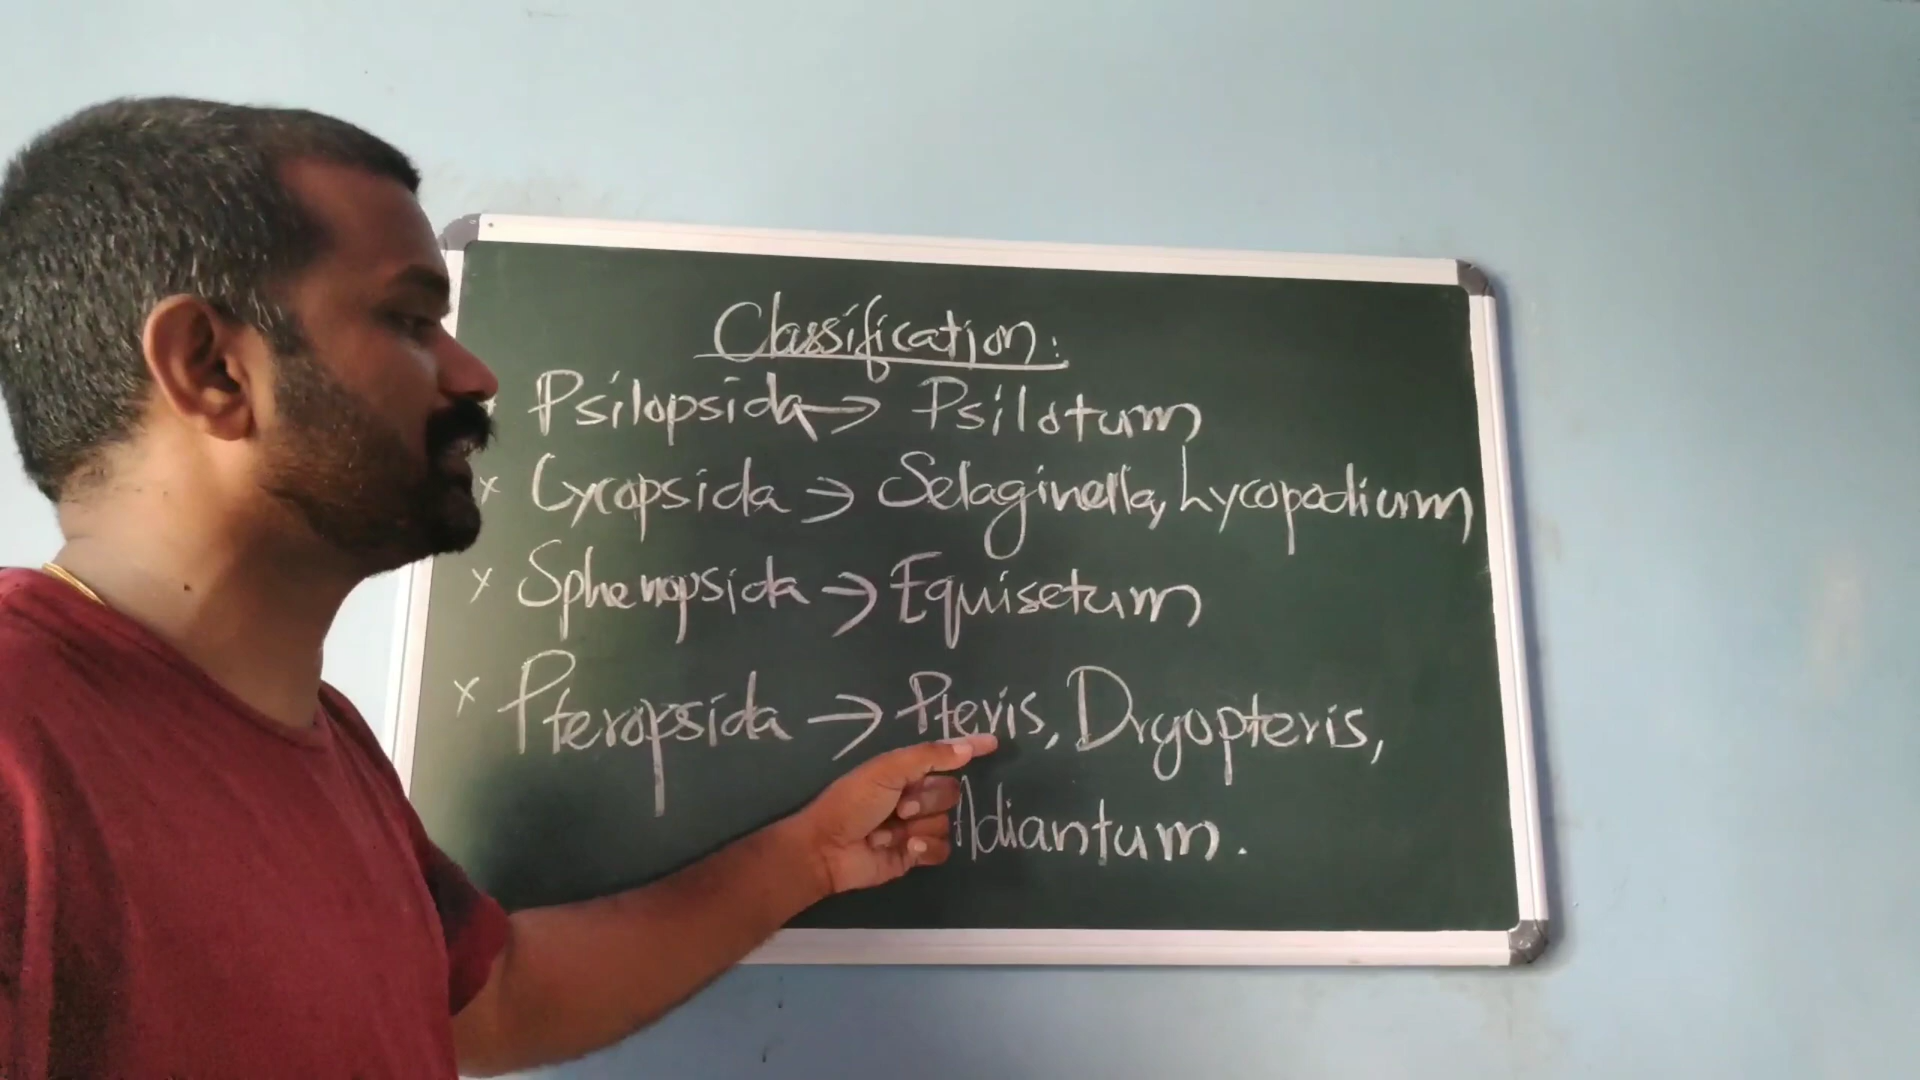 Classification:
Psilopsida → Psilotum
x Lycopsida → Selaginella, Lycopodium
x Sphenopsida → Equisetum
x Pteropsida → Pteris, Dryopteris,
Adiantum.